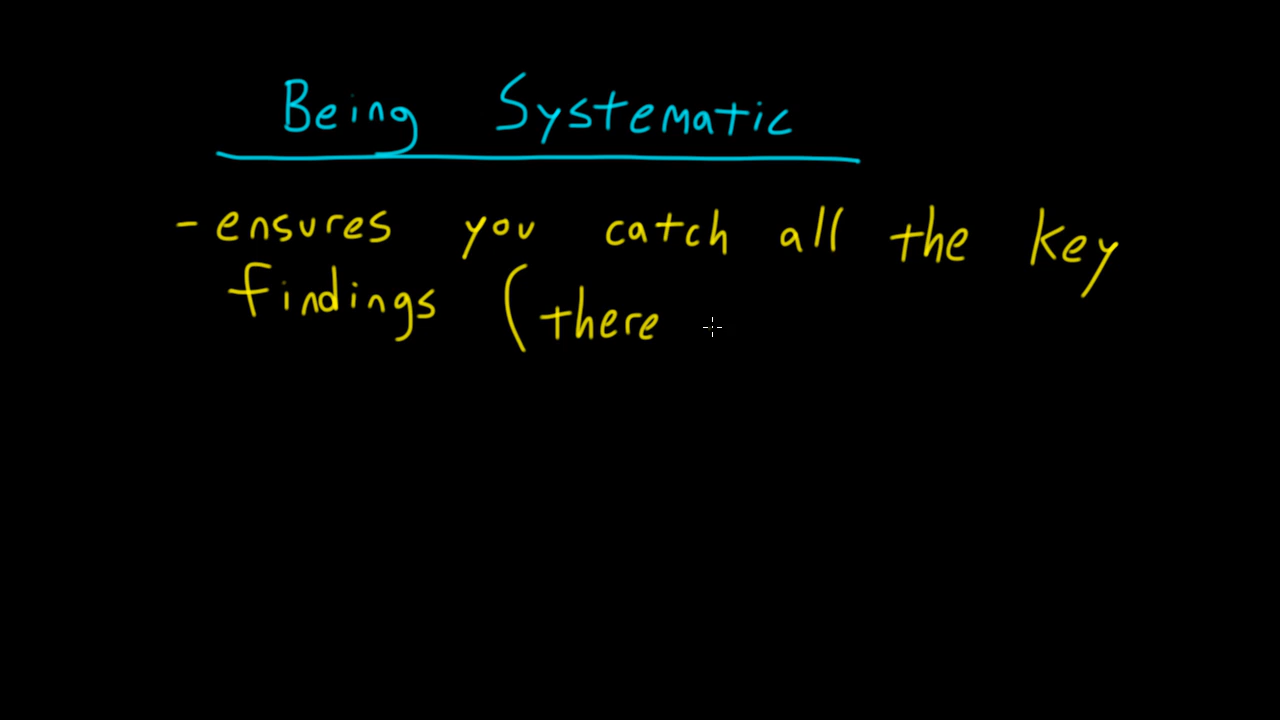 Being Systematic
- ensures you catch all the key
findings (there